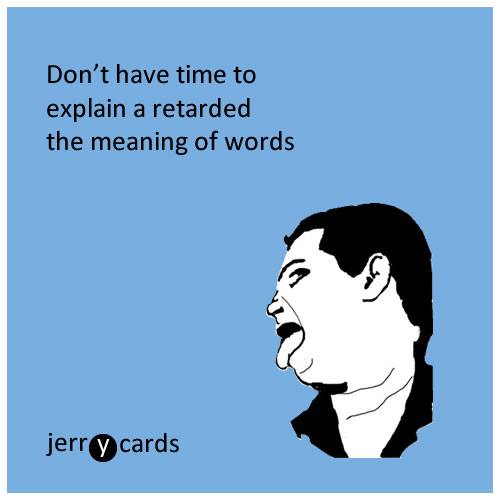 Don’t have time to
explain a retarded
the meaning of words
jerrycards